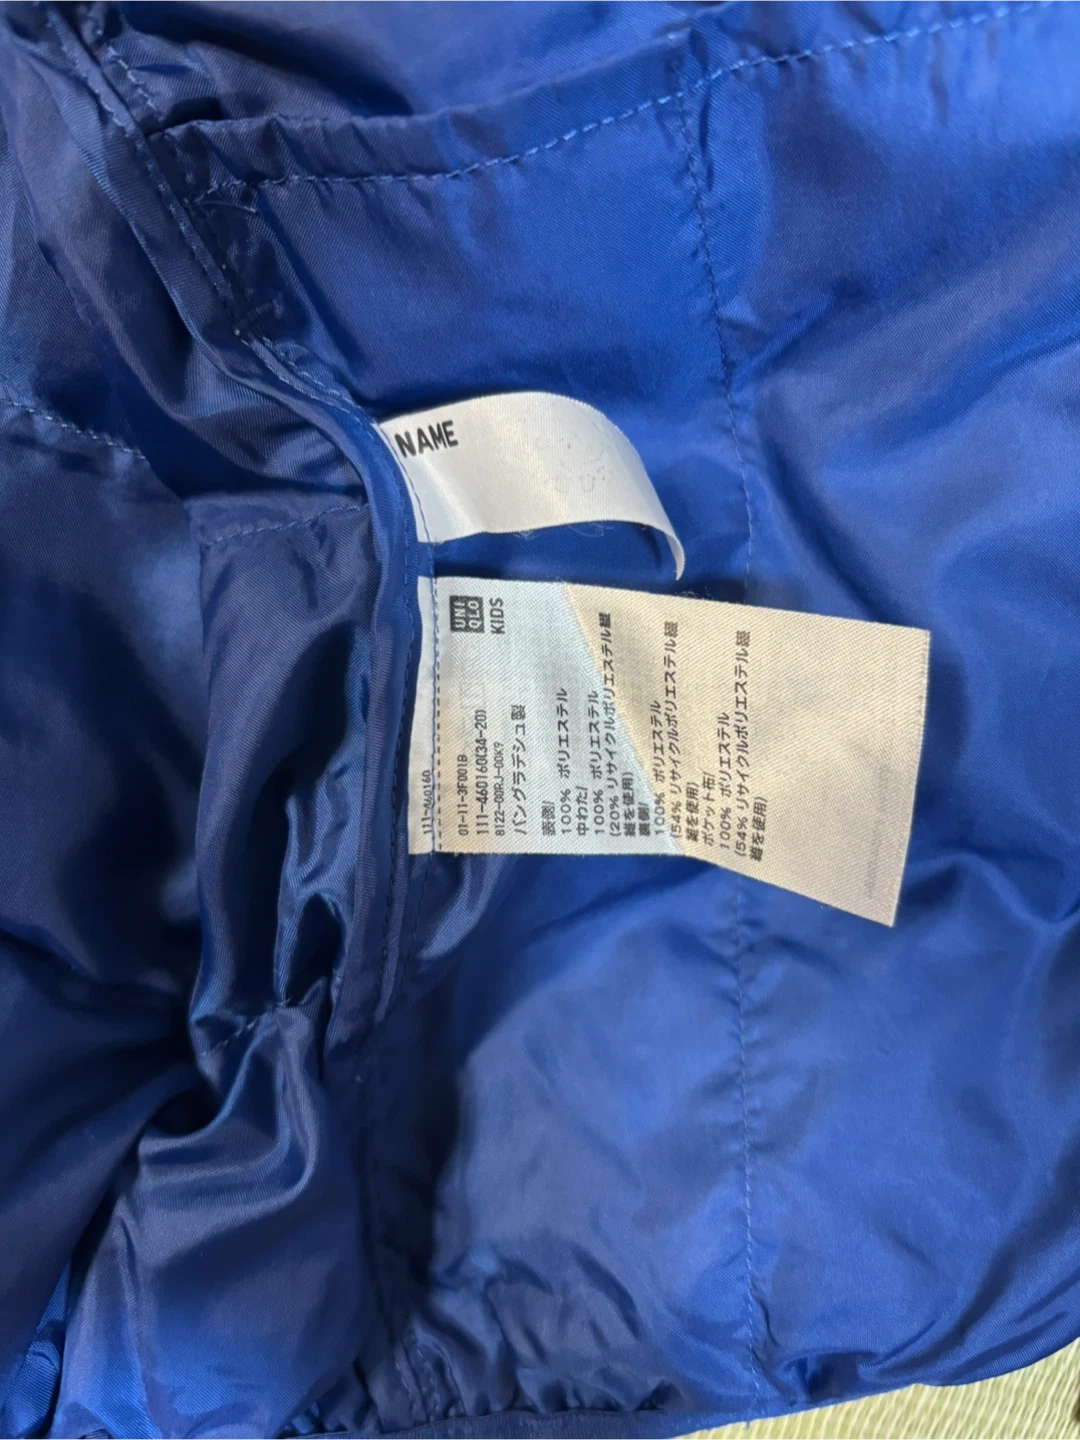 NAME
UNI
QLO
KIDS
111-460160
01-11-3F001B
111-460160(34-20)
8122-00RJ-00K9
バングラデシュ製
表側/
100% ポリエステル
中わた/
100% ポリエステル
(20% リサイクルポリエステル繊
維を使用)
裏側/
100% ポリエステル
(54% リサイクルポリエステル繊
維を使用)
ポケット布/
100% ポリエステル
(54% リサイクルポリエステル繊
維を使用)